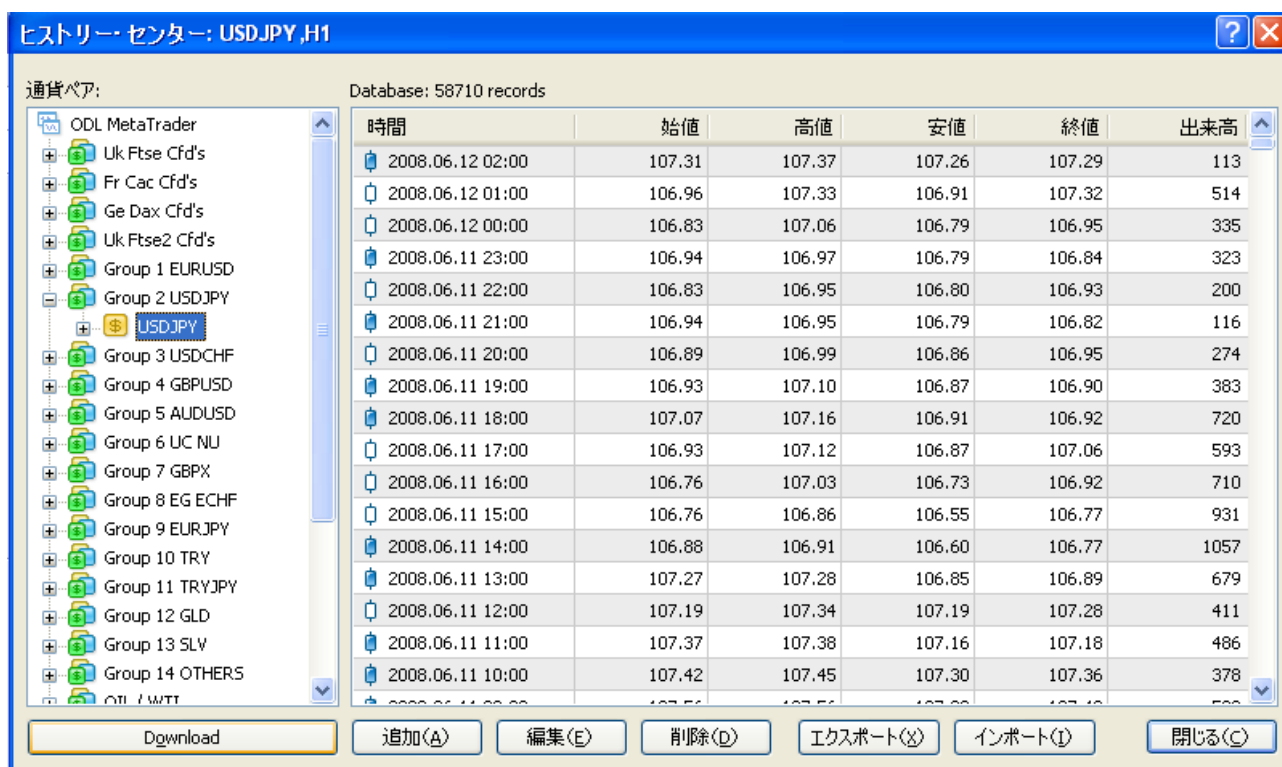 ヒストリー・センター: USDJPY,H1
通貨ペア:
Database: 58710 records
ODL MetaTrader
Uk Ftse Cfd's
Fr Cac Cfd's
Ge Dax Cfd's
Uk Ftse2 Cfd's
Group 1 EURUSD
Group 2 USDJPY
USDJPY
Group 3 USDCHF
Group 4 GBPUSD
Group 5 AUDUSD
Group 6 UC NU
Group 7 GBPX
Group 8 EG ECHF
Group 9 EURJPY
Group 10 TRY
Group 11 TRYJPY
Group 12 GLD
Group 13 SLV
Group 14 OTHERS
OIL / WTI
時間 始値 高値 安値 終値 出来高
2008.06.12 02:00 107.31 107.37 107.26 107.29 113
2008.06.12 01:00 106.96 107.33 106.91 107.32 514
2008.06.12 00:00 106.83 107.06 106.79 106.95 335
2008.06.11 23:00 106.94 106.97 106.79 106.84 323
2008.06.11 22:00 106.83 106.95 106.80 106.93 200
2008.06.11 21:00 106.94 106.95 106.79 106.82 116
2008.06.11 20:00 106.89 106.99 106.86 106.95 274
2008.06.11 19:00 106.93 107.10 106.87 106.90 383
2008.06.11 18:00 107.07 107.16 106.91 106.92 720
2008.06.11 17:00 106.93 107.12 106.87 107.06 593
2008.06.11 16:00 106.76 107.03 106.73 106.92 710
2008.06.11 15:00 106.76 106.86 106.55 106.77 931
2008.06.11 14:00 106.88 106.91 106.60 106.77 1057
2008.06.11 13:00 107.27 107.28 106.85 106.89 679
2008.06.11 12:00 107.19 107.34 107.19 107.28 411
2008.06.11 11:00 107.37 107.38 107.16 107.18 486
2008.06.11 10:00 107.42 107.45 107.30 107.36 378
Download
追加(A)
編集(E)
削除(D)
エクスポート(X)
インポート(I)
閉じる(C)